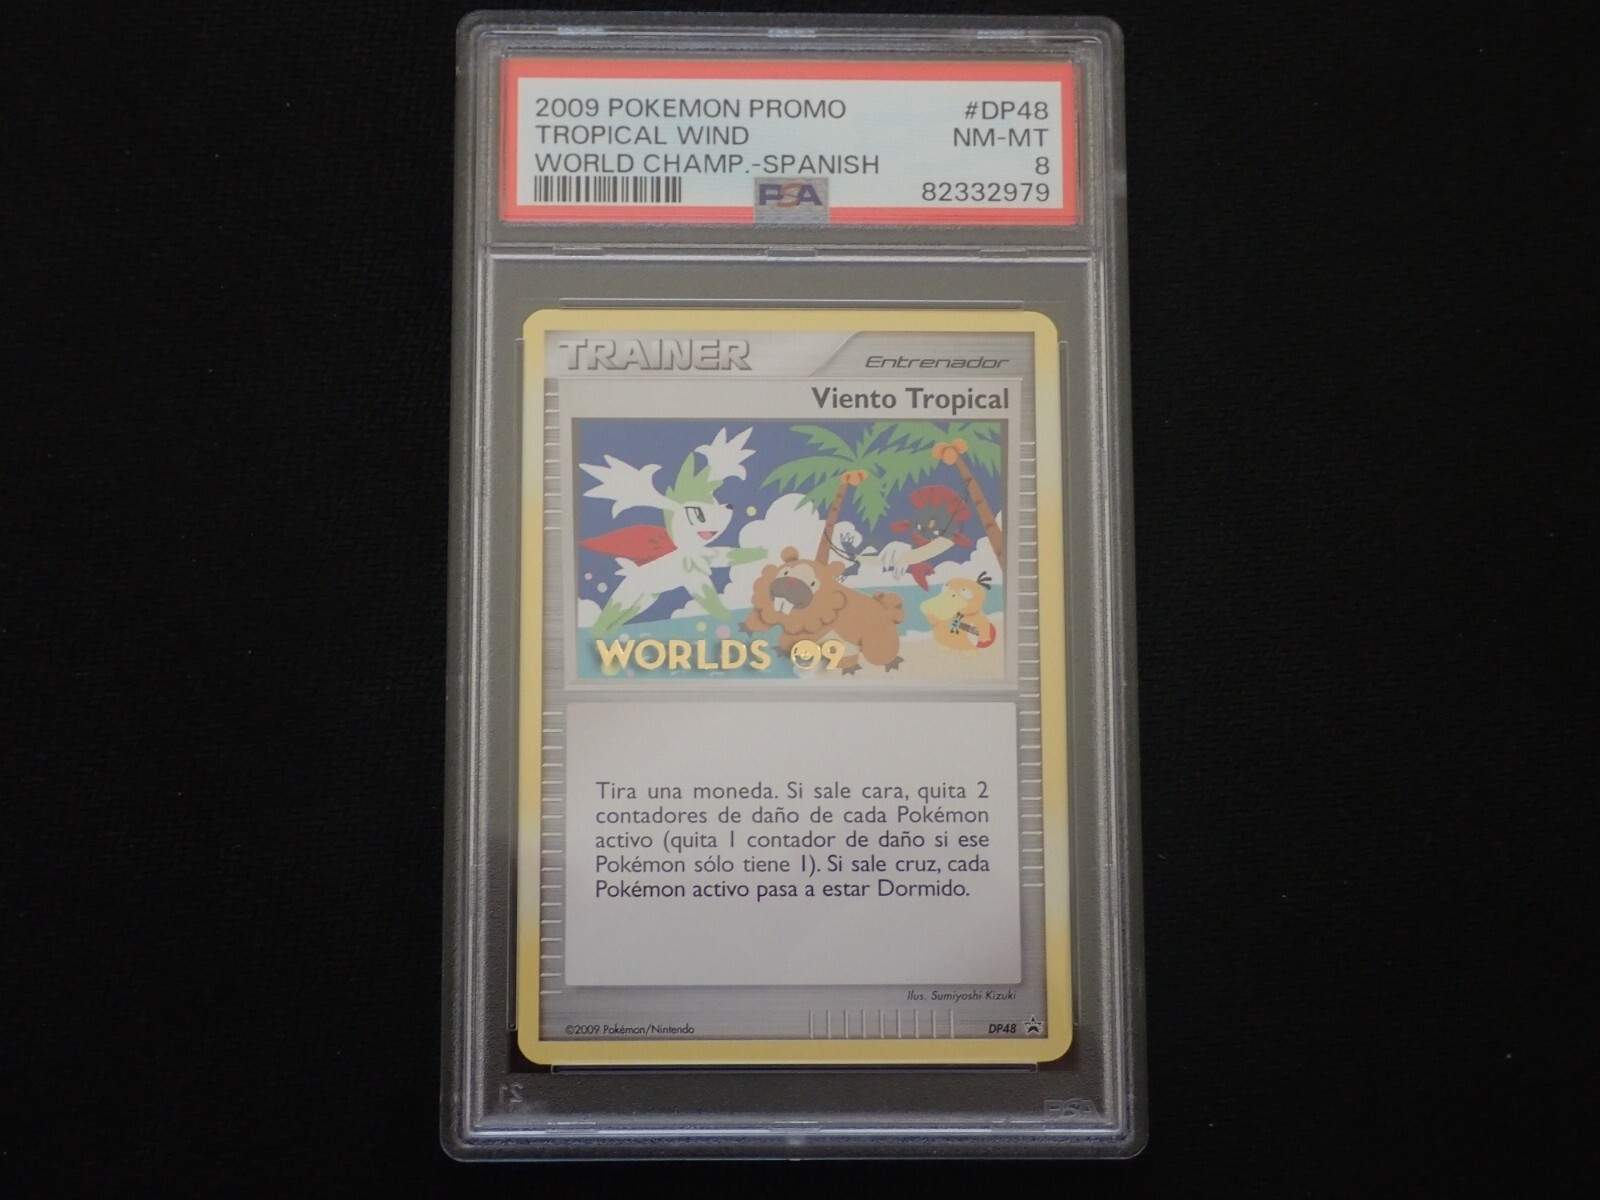 2009 POKEMON PROMO #DP48
TROPICAL WIND NM-MT
WORLD CHAMP.-SPANISH 8
PSA 82332979
TRAINER Entrenador
Viento Tropical
WORLDS 09
Tira una moneda. Si sale cara, quita 2
contadores de daño de cada Pokémon
activo (quita 1 contador de daño si ese
Pokémon sólo tiene 1). Si sale cruz, cada
Pokémon activo pasa a estar Dormido.
Ilus. Sumiyoshi Kizuki
©2009 Pokémon/Nintendo DP48
21 PSA